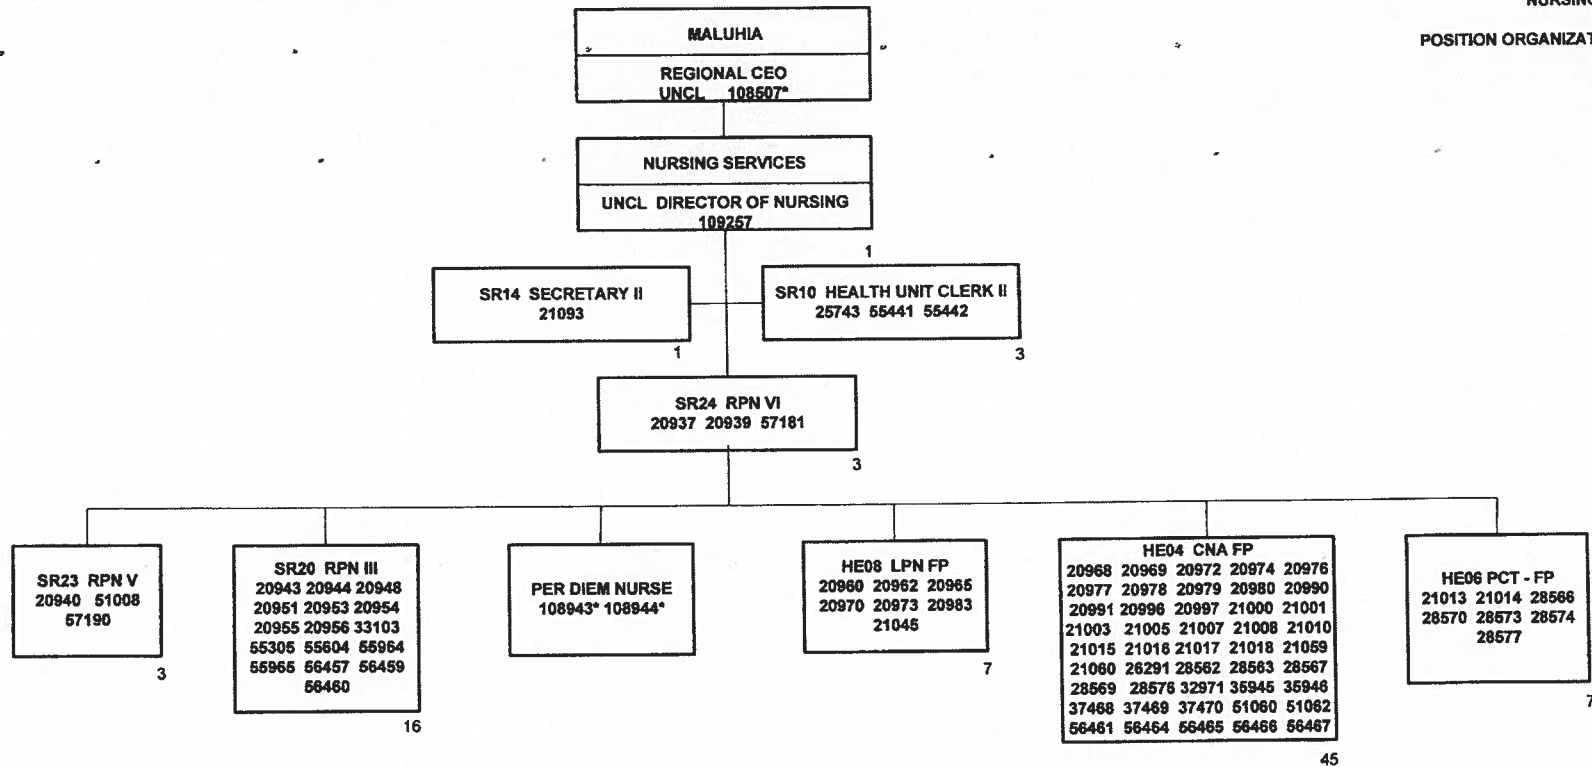 NURSING
POSITION ORGANIZAT
MALUHIA
REGIONAL CEO
UNCL 108507*
NURSING SERVICES
UNCL DIRECTOR OF NURSING
109257
1
SR14 SECRETARY II
21093
1
SR10 HEALTH UNIT CLERK II
25743 55441 55442
3
SR24 RPN VI
20937 20939 57181
3
SR23 RPN V
20940 51008
57190
3
SR20 RPN III
20943 20944 20948
20951 20953 20954
20955 20956 33103
55305 55604 55964
55965 56457 56459
56460
16
PER DIEM NURSE
108943* 108944*
HE08 LPN FP
20960 20962 20965
20970 20973 20983
21045
7
HE04 CNA FP
20968 20969 20972 20974 20976
20977 20978 20979 20980 20990
20991 20996 20997 21000 21001
21003 21005 21007 21008 21010
21015 21016 21017 21018 21059
21060 26291 28562 28563 28567
28569 28576 32971 35945 35946
37468 37469 37470 51060 51062
56461 56464 56465 56466 56467
45
HE06 PCT - FP
21013 21014 28566
28570 28573 28574
28577
7